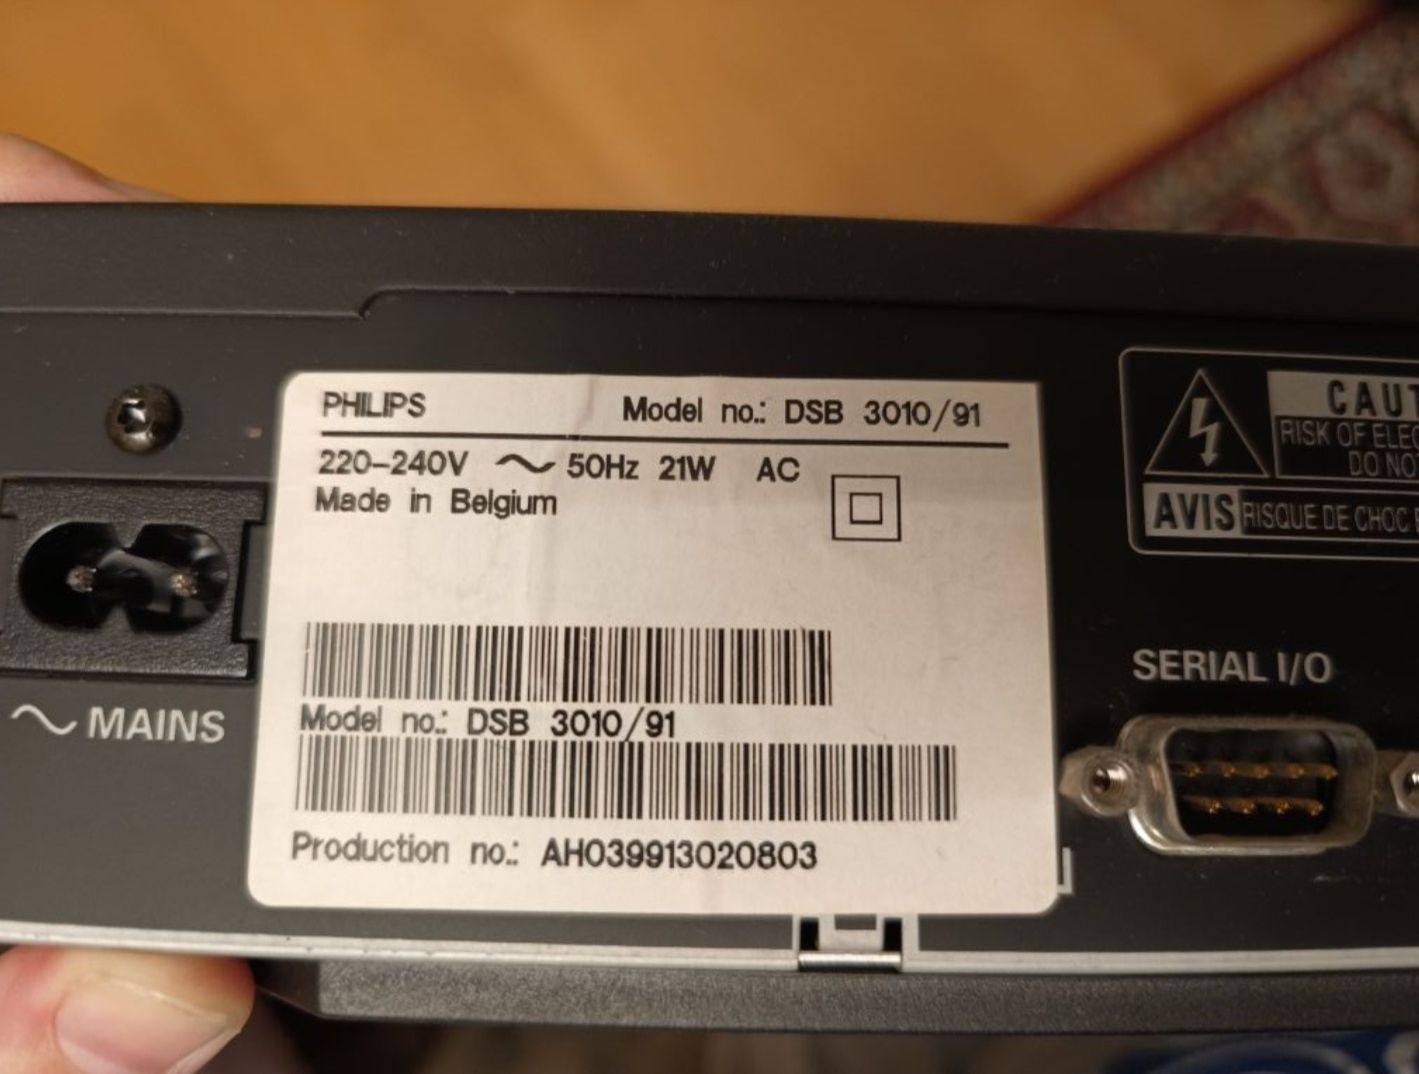 PHILIPS Model no.: DSB 3010/91
220-240V ~ 50Hz 21W AC
Made in Belgium
Model no.: DSB 3010/91
Production no.: AH039913020803
~ MAINS
CAUT
RISK OF ELEC
DO NOT
AVIS RISQUE DE CHOC
SERIAL I/O